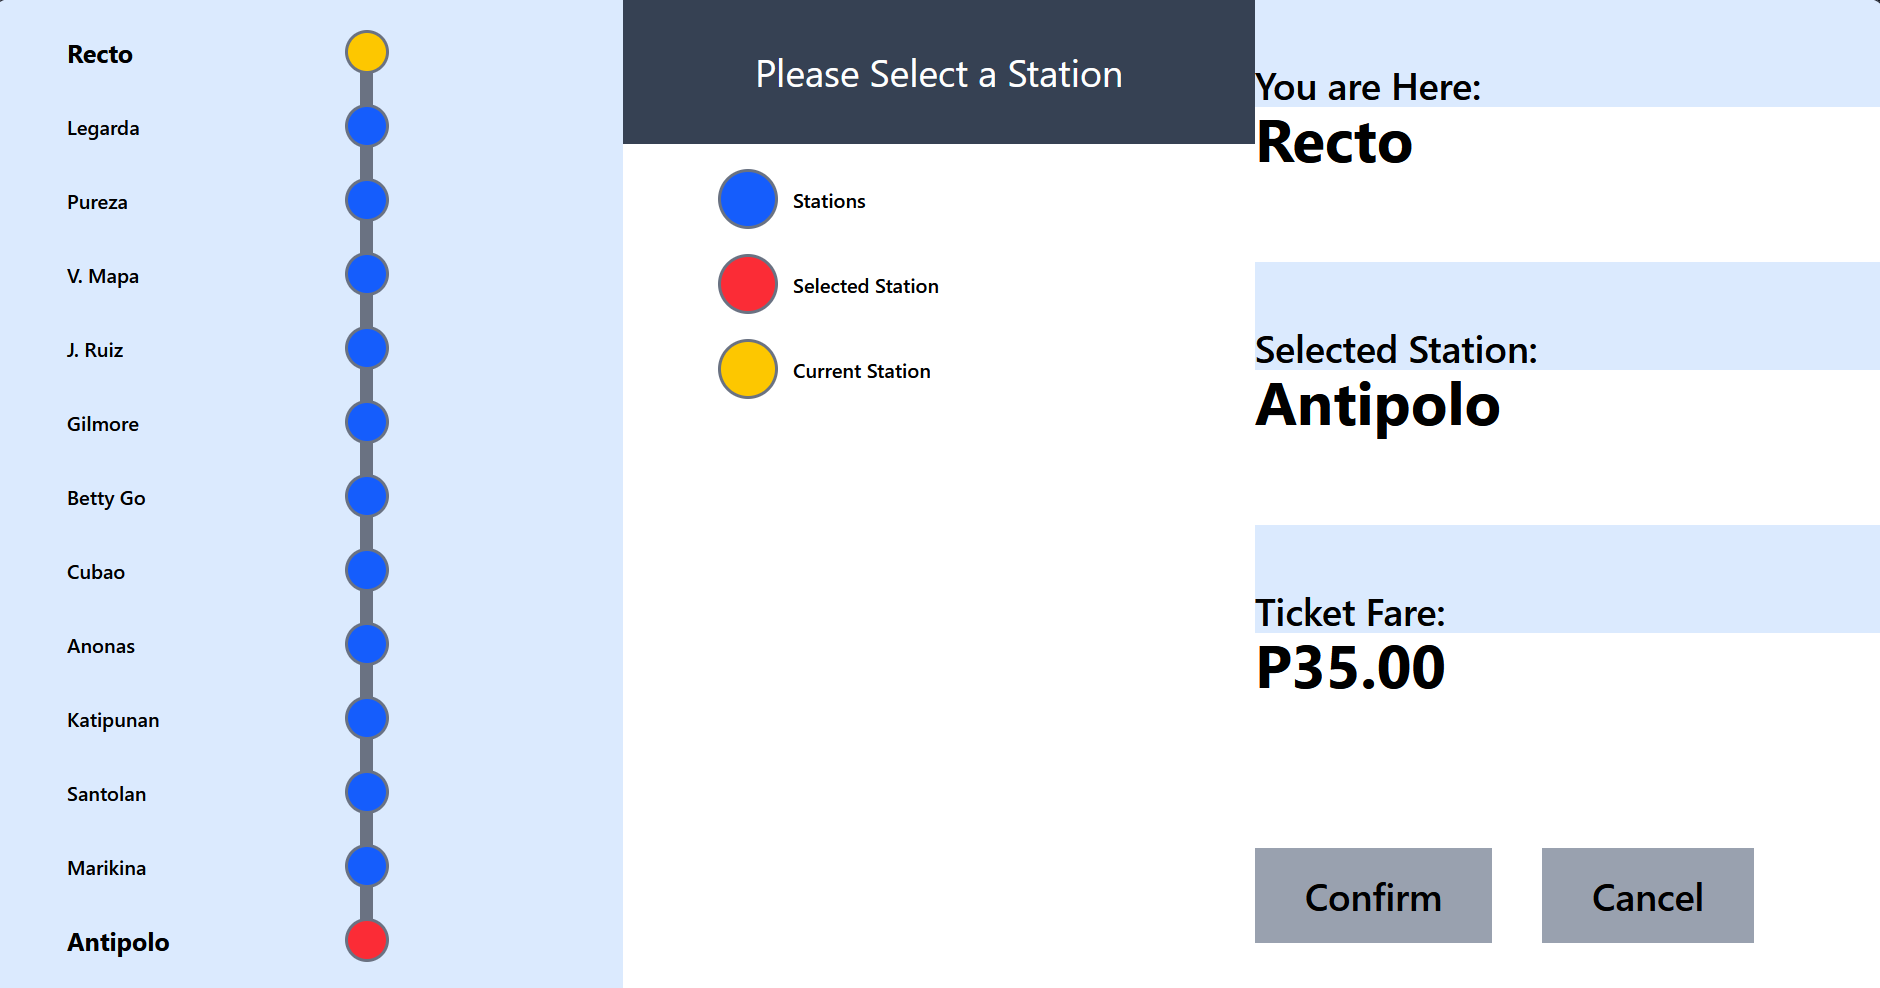 Recto
Legarda
Pureza
V. Mapa
J. Ruiz
Gilmore
Betty Go
Cubao
Anonas
Katipunan
Santolan
Marikina
Antipolo
Please Select a Station
Stations
Selected Station
Current Station
You are Here:
Recto
Selected Station:
Antipolo
Ticket Fare:
P35.00
Confirm
Cancel